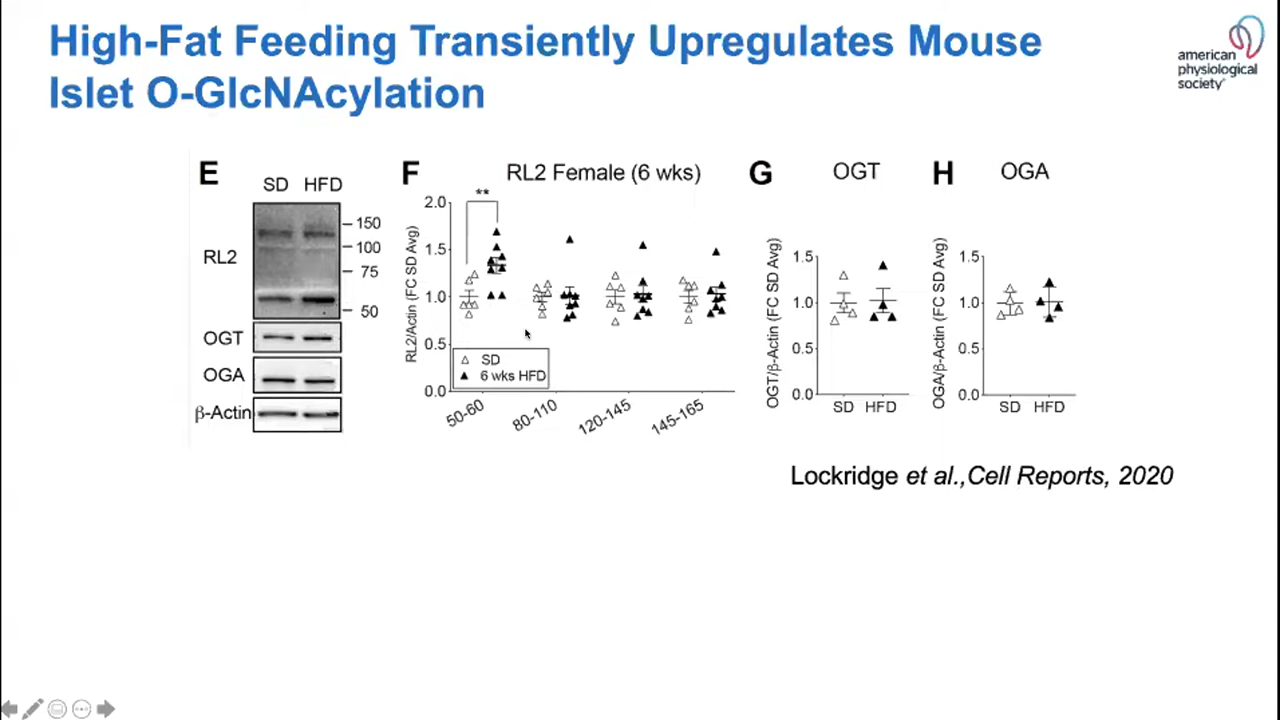 High-Fat Feeding Transiently Upregulates Mouse
Islet O-GlcNAcylation
american
physiological
society
E
SD HFD
RL2
150
100
75
50
OGT
OGA
β-Actin
F
RL2 Female (6 wks)
**
RL2/Actin (FC SD Avg)
2.0
1.5
1.0
0.5
0.0
SD
6 wks HFD
50-60
80-110
120-145
145-165
G
OGT
OGT/β-Actin (FC SD Avg)
1.5
1.0
0.5
0.0
SD HFD
H
OGA
OGA/β-Actin (FC SD Avg)
1.5
1.0
0.5
0.0
SD HFD
Lockridge et al.,Cell Reports, 2020